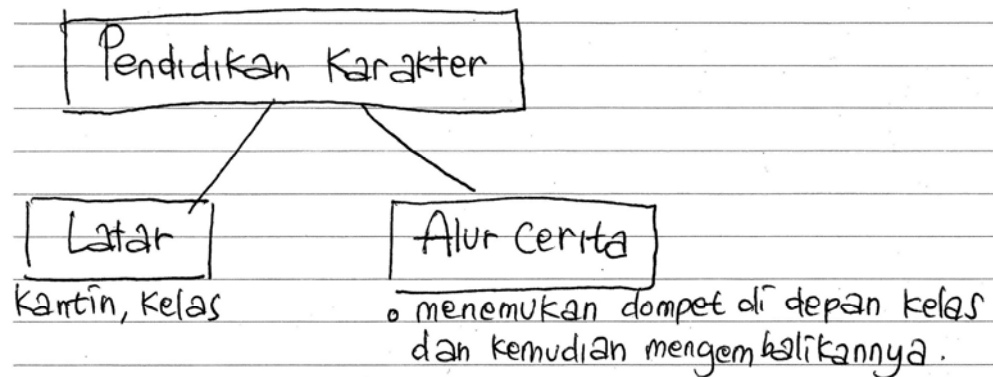 Pendidikan Karakter
Latar
Kantin, Kelas
Alur Cerita
• menemukan dompet di depan kelas
dan kemudian mengembalikannya.